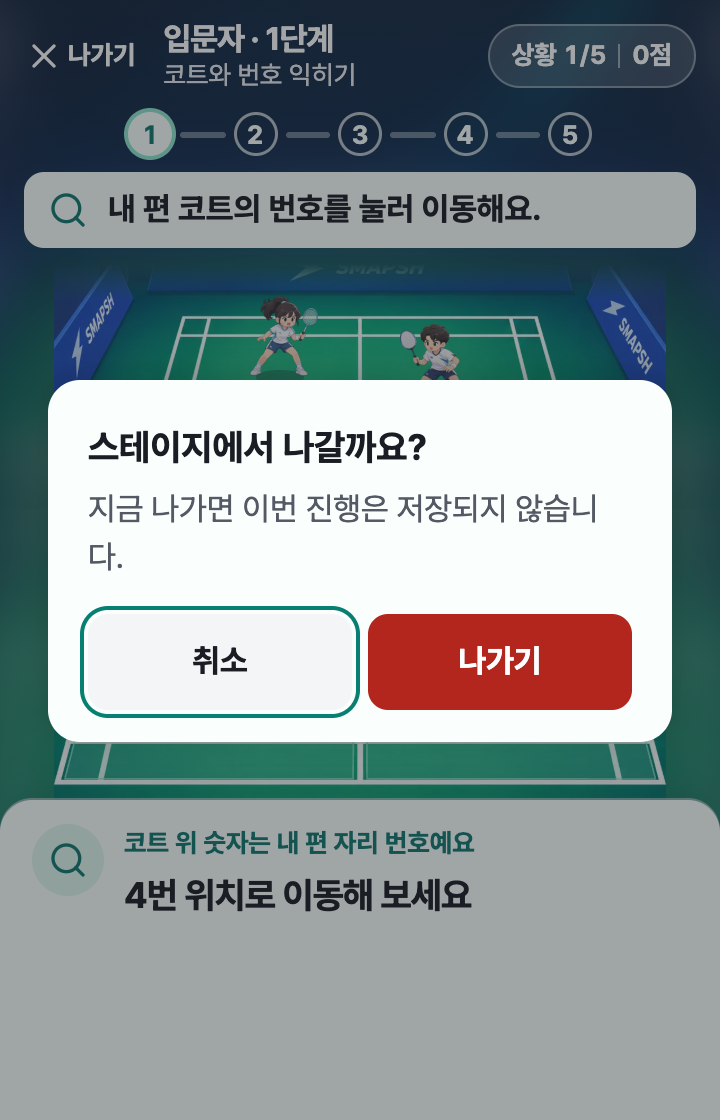 나가기
입문자 · 1단계
코트와 번호 익히기
상황 1/5 | 0점
1
2
3
4
5
내 편 코트의 번호를 눌러 이동해요.
SMAPSH
SMAPSH
SMAPSH
스테이지에서 나갈까요?
지금 나가면 이번 진행은 저장되지 않습니
다.
취소
나가기
코트 위 숫자는 내 편 자리 번호예요
4번 위치로 이동해 보세요